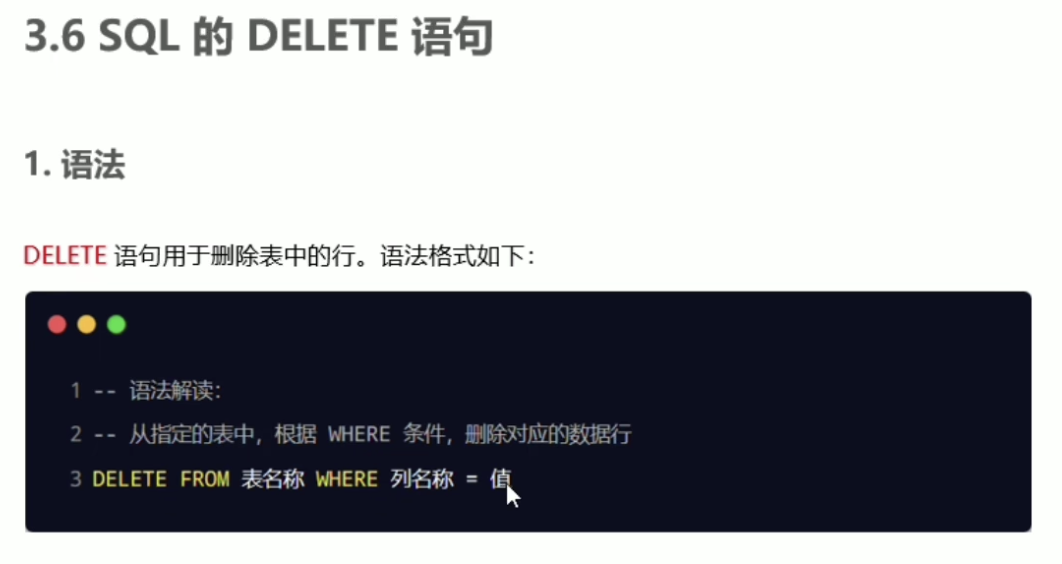 3.6 SQL 的 DELETE 语句
1. 语法
DELETE 语句用于删除表中的行。语法格式如下：
1 -- 语法解读：
2 -- 从指定的表中，根据 WHERE 条件，删除对应的数据行
3 DELETE FROM 表名称 WHERE 列名称 = 值